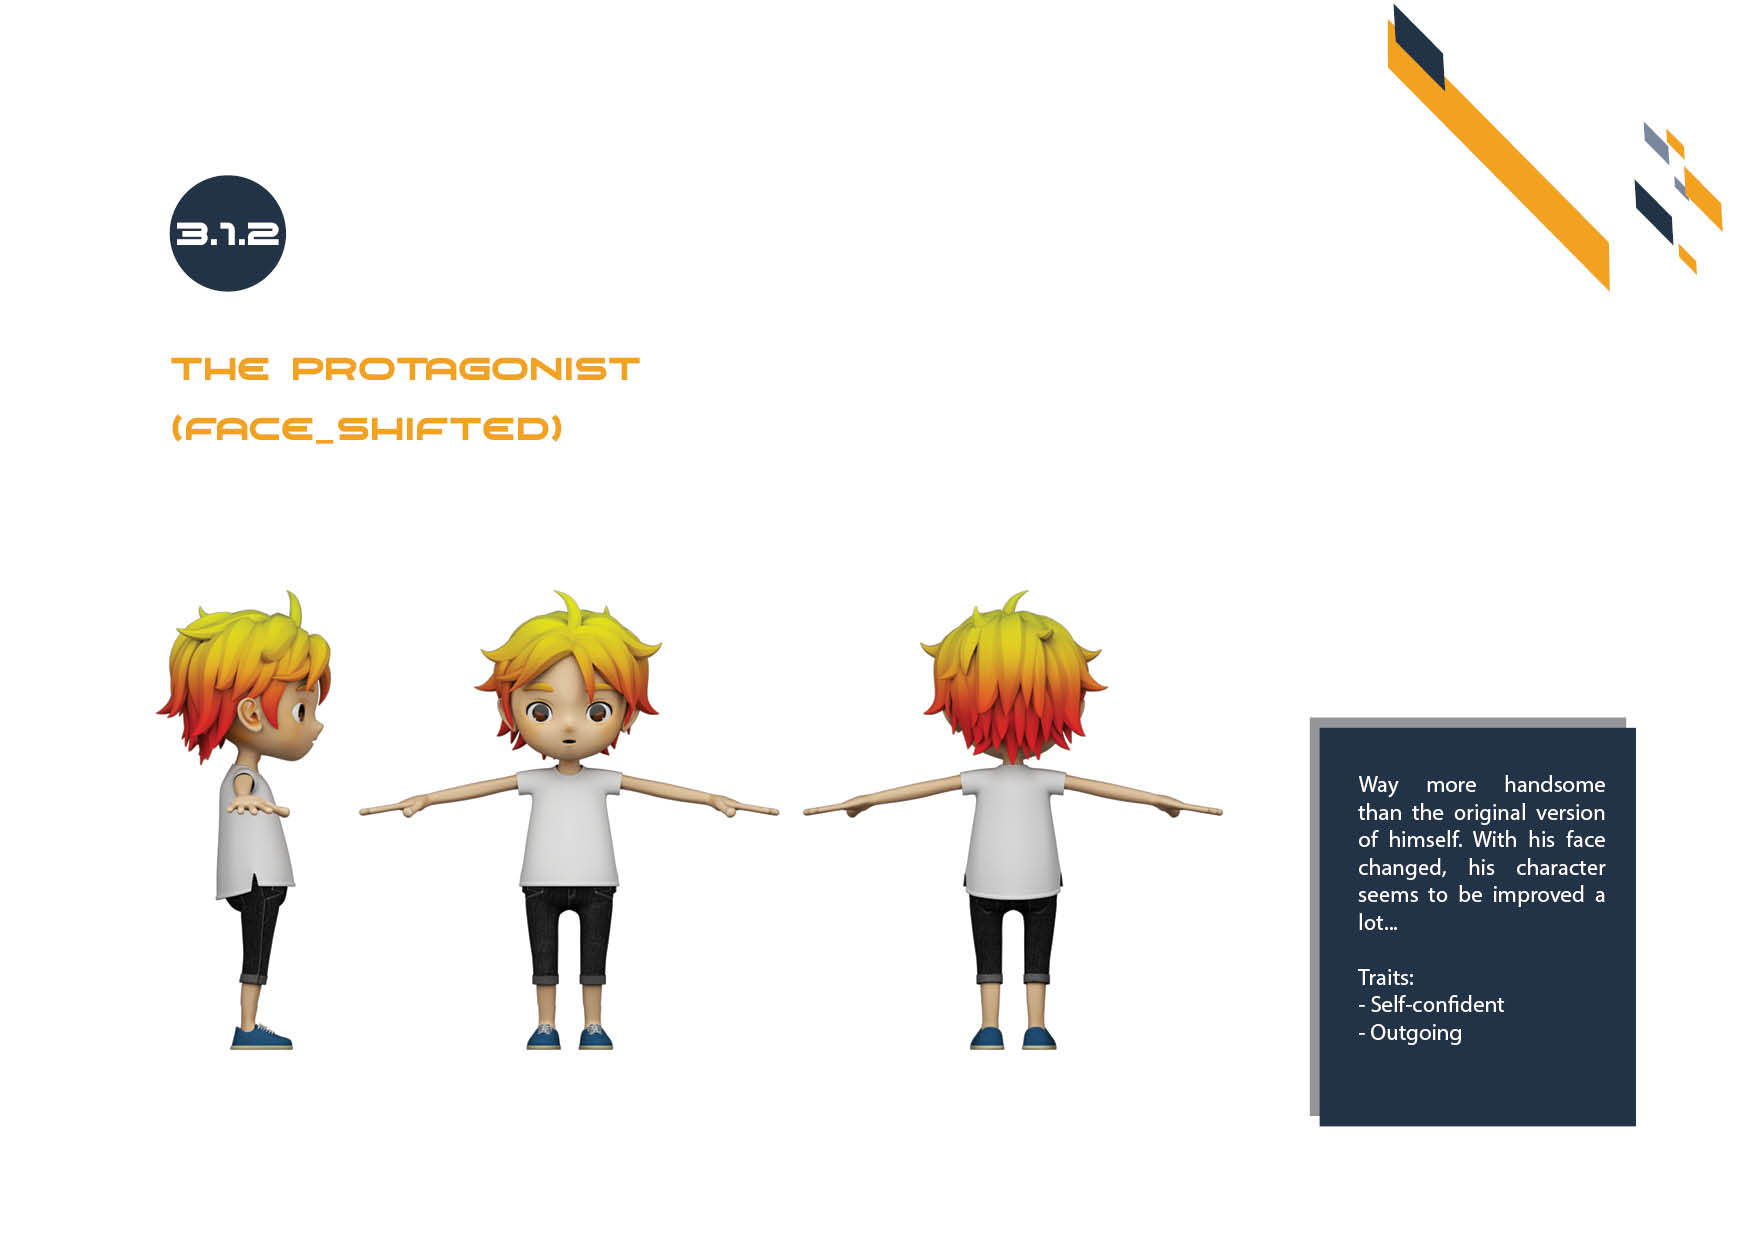 3.1.2
THE PROTAGONIST
(FACE_SHIFTED)
Way more handsome
than the original version
of himself. With his face
changed, his character
seems to be improved a
lot...
Traits:
- Self-confident
- Outgoing